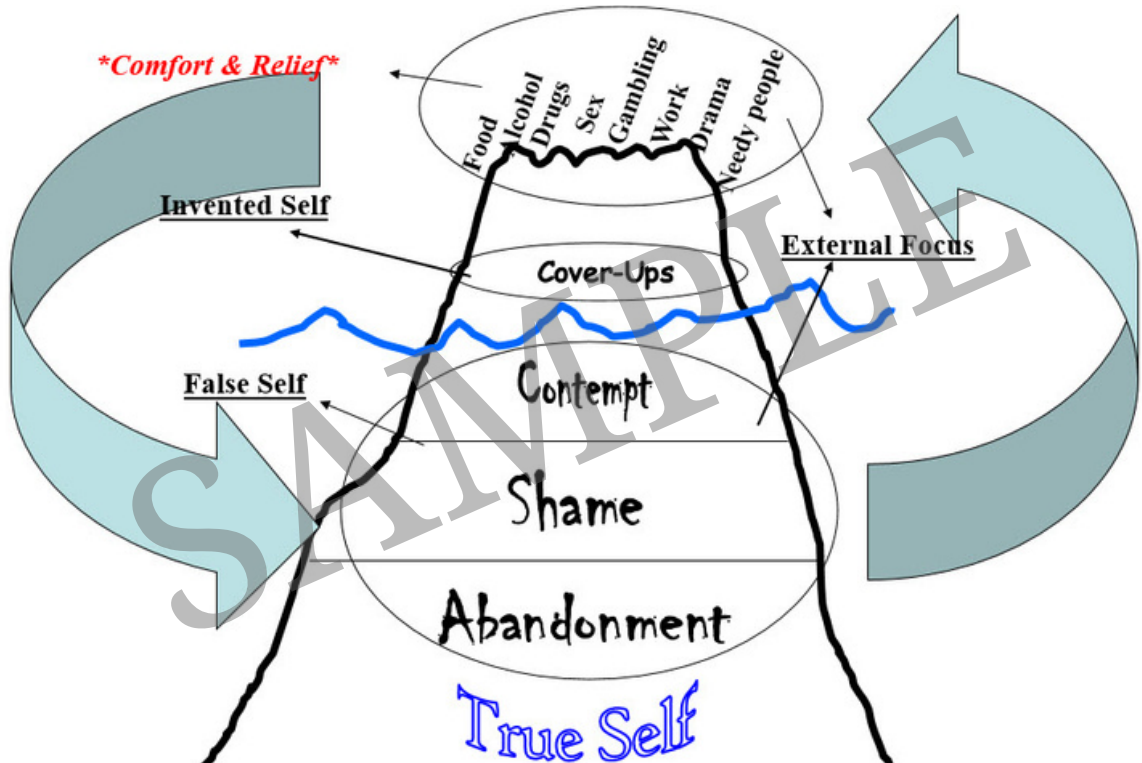 *Comfort & Relief*
Food
Alcohol
Drugs
Sex
Gambling
Work
Drama
Needy people
Invented Self
External Focus
Cover-Ups
False Self
Contempt
Shame
Abandonment
True Self
SAMPLE